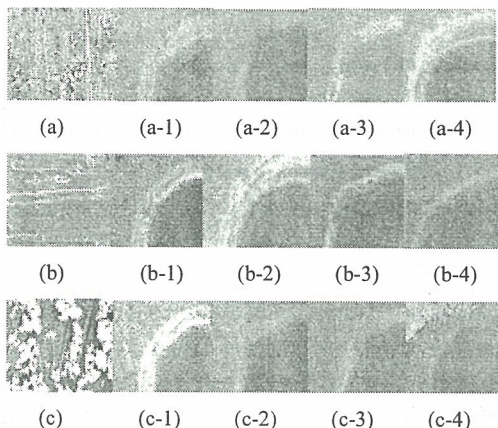 (a) (a-1) (a-2) (a-3) (a-4)
(b) (b-1) (b-2) (b-3) (b-4)
(c) (c-1) (c-2) (c-3) (c-4)